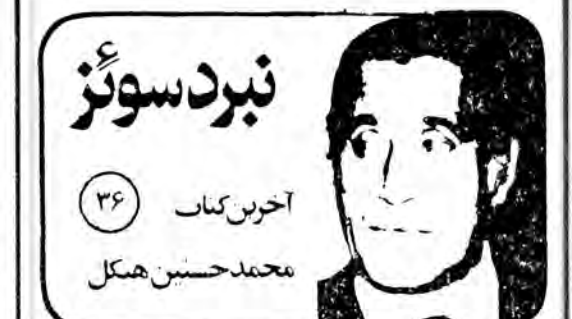 نبرد سوئز
آخرین کتاب ۳۶
محمد حسنین هیکل